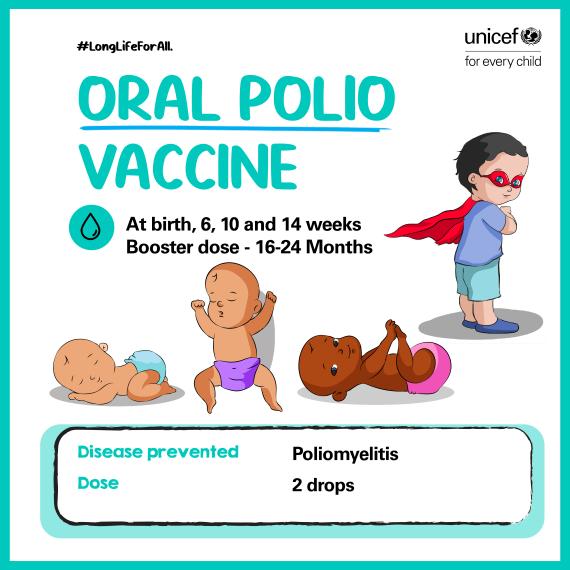 #LongLifeForAll.
unicef
for every child
ORAL POLIO
VACCINE
At birth, 6, 10 and 14 weeks
Booster dose - 16-24 Months
Disease prevented Poliomyelitis
Dose 2 drops